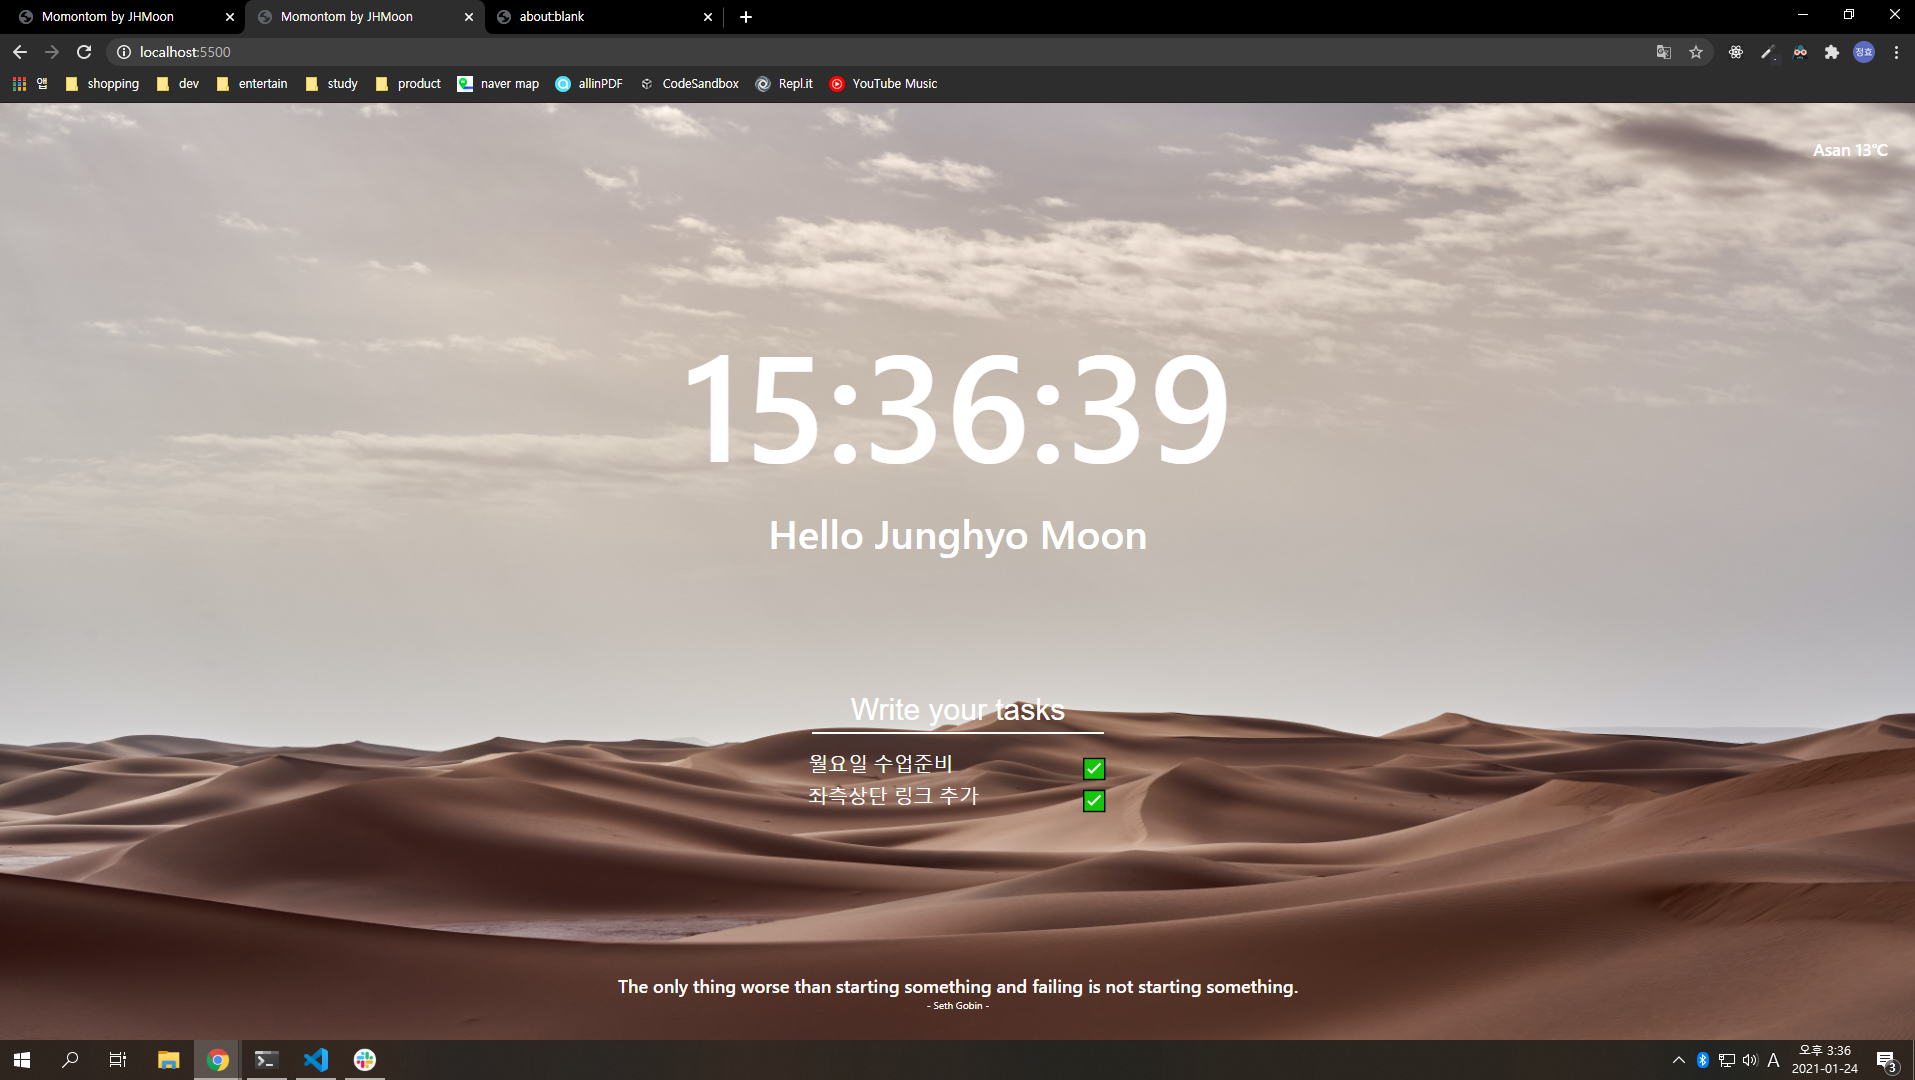 Momontom by JHMoon
Momontom by JHMoon
about:blank
localhost:5500
정효
앱
shopping
dev
entertain
study
product
naver map
allinPDF
CodeSandbox
Repl.it
YouTube Music
Asan 13℃
15:36:39
Hello Junghyo Moon
Write your tasks
월요일 수업준비
좌측상단 링크 추가
The only thing worse than starting something and failing is not starting something.
- Seth Gobin -
A
오후 3:36
2021-01-24
3